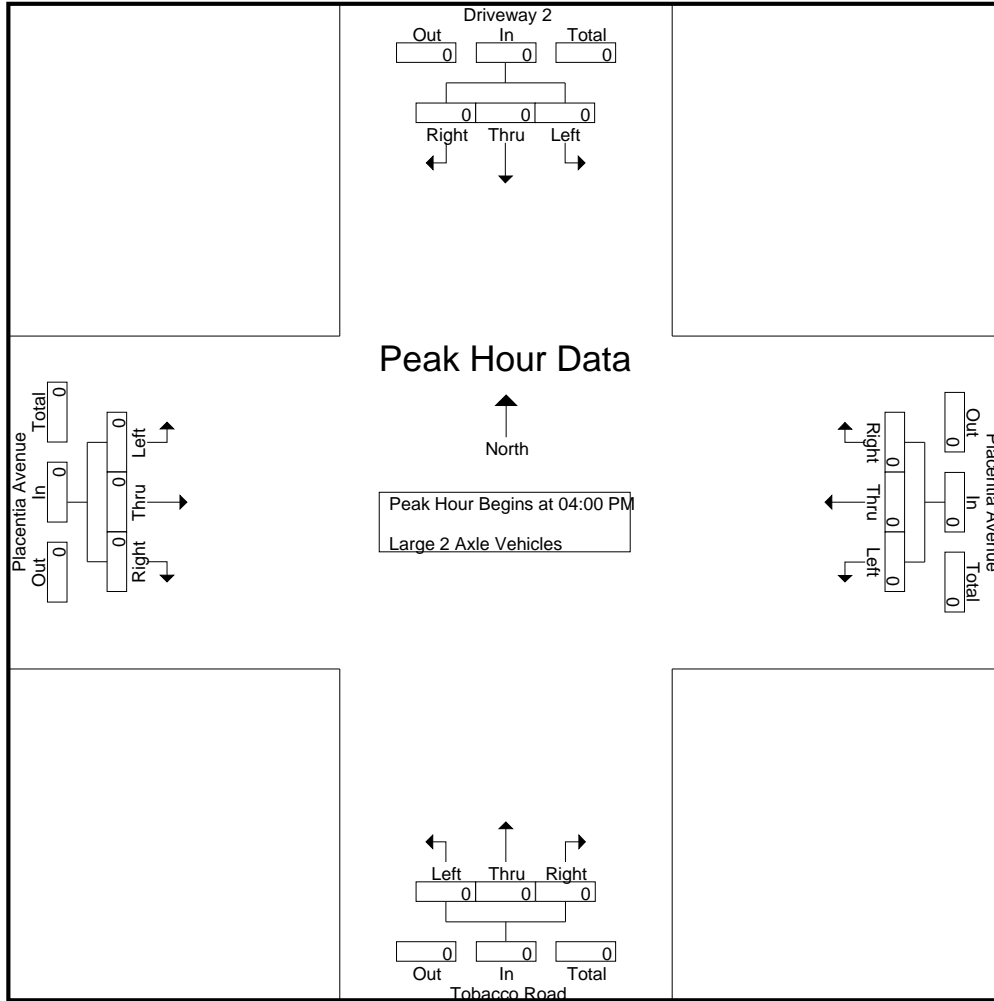 Driveway 2
Out In Total
0 0 0
0 0 0
Right Thru Left
Peak Hour Data
North
Peak Hour Begins at 04:00 PM
Large 2 Axle Vehicles
Placentia Avenue
Out In Total
0 0 0
0 0 0
Right Thru Left
Placentia Avenue
Out In Total
0 0 0
0 0 0
Right Thru Left
Left Thru Right
0 0 0
0 0 0
Out In Total
Tobacco Road